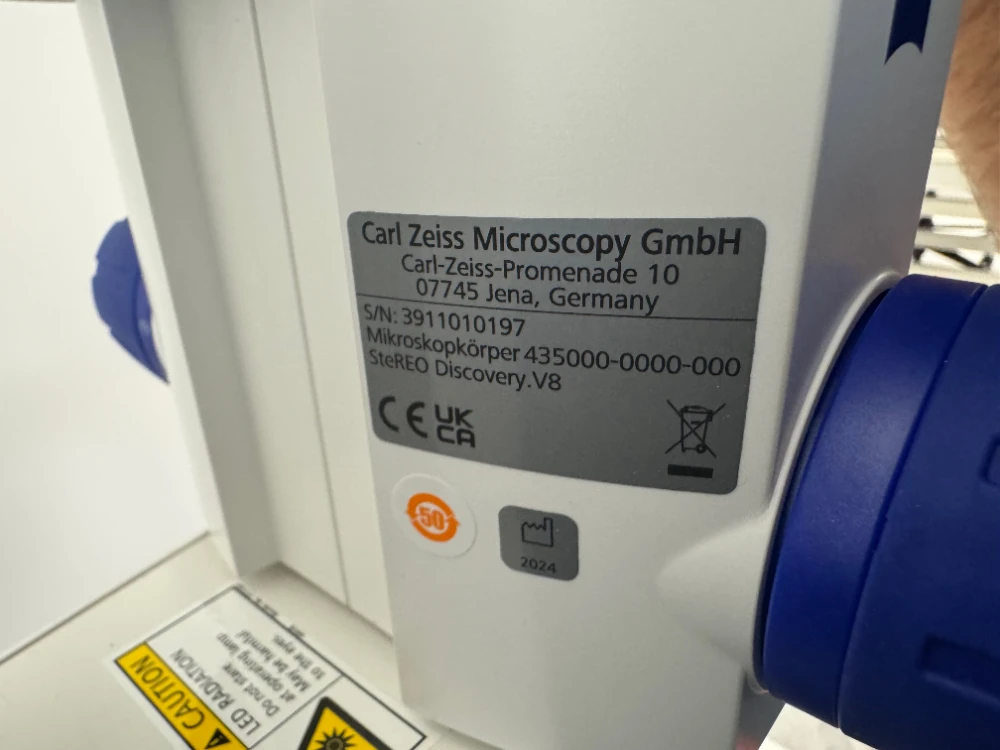 Carl Zeiss Microscopy GmbH
Carl-Zeiss-Promenade 10
07745 Jena, Germany
S/N: 3911010197
Mikroskopkörper 435000-0000-000
SteREO Discovery.V8
CE UK
CA
50
2024
CAUTION
LED RADIATION
Do not stare
at operating lamp
May be harmful
to the eyes.